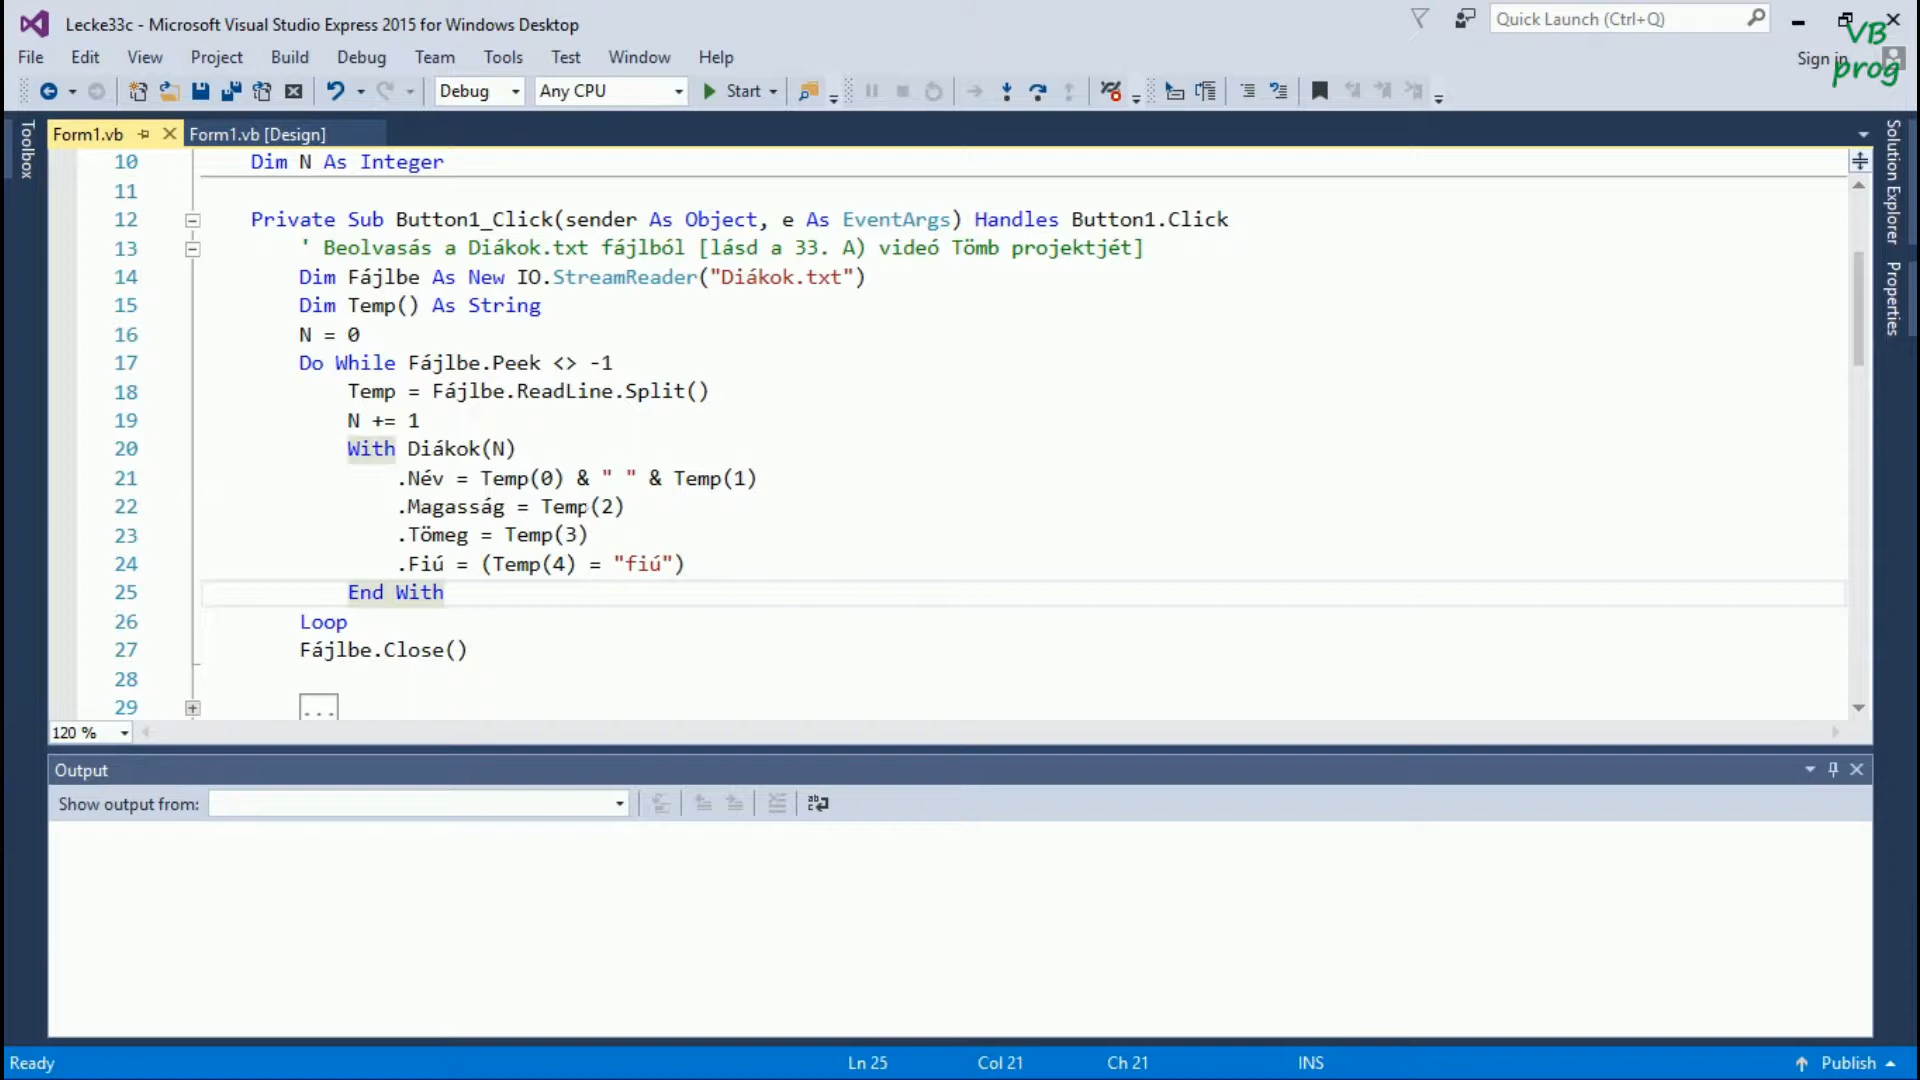 Lecke33c - Microsoft Visual Studio Express 2015 for Windows Desktop
Quick Launch (Ctrl+Q)
VB
prog
File Edit View Project Build Debug Team Tools Test Window Help
Sign in
Debug Any CPU Start
Toolbox
Form1.vb Form1.vb [Design]
Solution Explorer
Properties
10 Dim N As Integer
11
12 Private Sub Button1_Click(sender As Object, e As EventArgs) Handles Button1.Click
13 ' Beolvasás a Diákok.txt fájlból [lásd a 33. A) videó Tömb projektjét]
14 Dim Fájlbe As New IO.StreamReader("Diákok.txt")
15 Dim Temp() As String
16 N = 0
17 Do While Fájlbe.Peek <> -1
18 Temp = Fájlbe.ReadLine.Split()
19 N += 1
20 With Diákok(N)
21 .Név = Temp(0) & " " & Temp(1)
22 .Magasság = Temp(2)
23 .Tömeg = Temp(3)
24 .Fiú = (Temp(4) = "fiú")
25 End With
26 Loop
27 Fájlbe.Close()
28
29 ...
120 %
Output
Show output from:
Ready Ln 25 Col 21 Ch 21 INS Publish